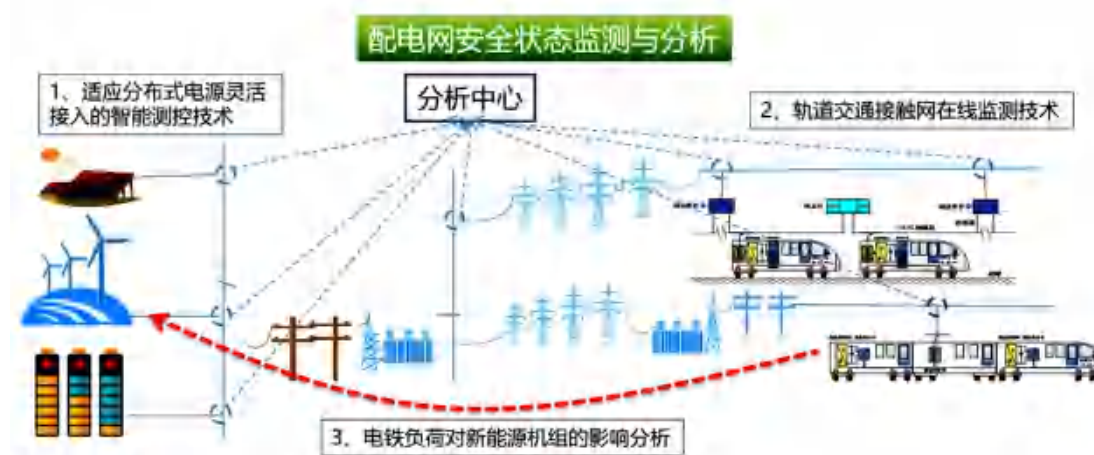 配电网安全状态监测与分析
1、适应分布式电源灵活
接入的智能测控技术
分析中心
2、轨道交通接触网在线监测技术
3、电铁负荷对新能源机组的影响分析